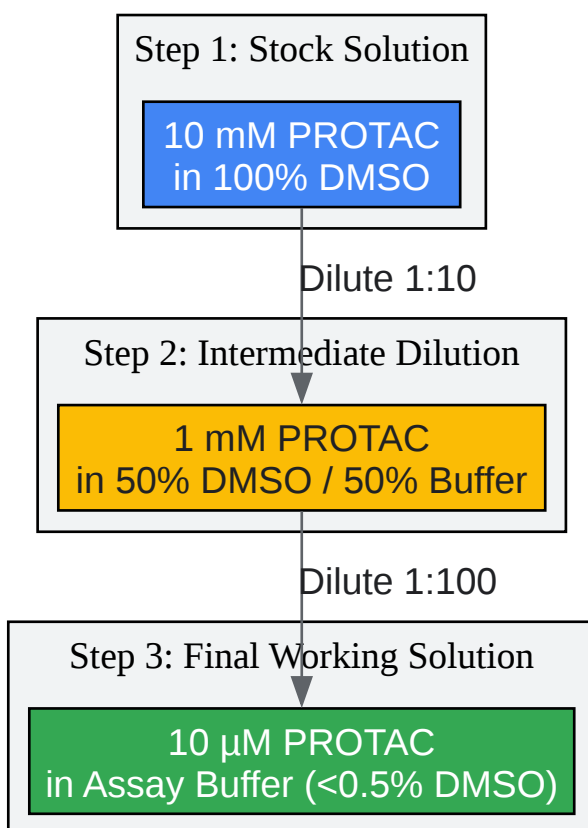 Step 1: Stock Solution
10 mM PROTAC
in 100% DMSO
Dilute 1:10
Step 2: Intermediate Dilution
1 mM PROTAC
in 50% DMSO / 50% Buffer
Dilute 1:100
Step 3: Final Working Solution
10 µM PROTAC
in Assay Buffer (<0.5% DMSO)